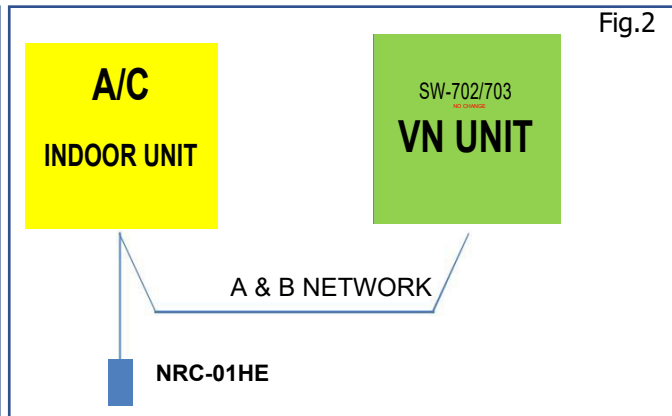 Fig.2
A/C
INDOOR UNIT
SW-702/703
NO CHANGE
VN UNIT
A & B NETWORK
NRC-01HE